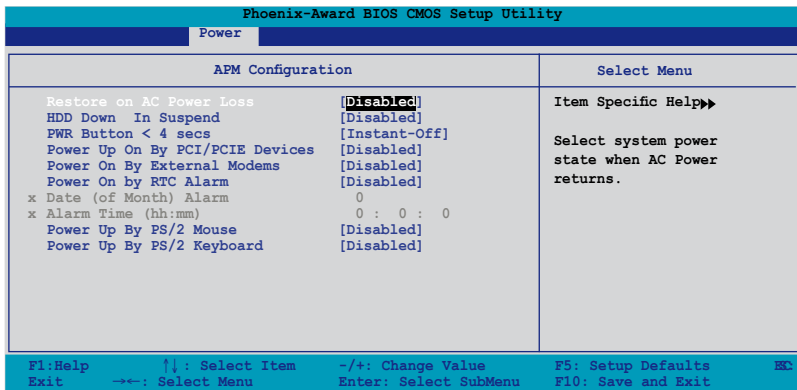 Phoenix-Award BIOS CMOS Setup Utility
Power
APM Configuration
Select Menu
Restore on AC Power Loss [Disabled]
HDD Down In Suspend [Disabled]
PWR Button < 4 secs [Instant-Off]
Power Up On By PCI/PCIE Devices [Disabled]
Power On By External Modems [Disabled]
Power On by RTC Alarm [Disabled]
x Date (of Month) Alarm 0
x Alarm Time (hh:mm) 0 : 0 : 0
Power Up By PS/2 Mouse [Disabled]
Power Up By PS/2 Keyboard [Disabled]
Item Specific Help▶▶
Select system power
state when AC Power
returns.
F1:Help ↑↓ : Select Item -/+: Change Value F5: Setup Defaults ESC:
Exit →←: Select Menu Enter: Select SubMenu F10: Save and Exit